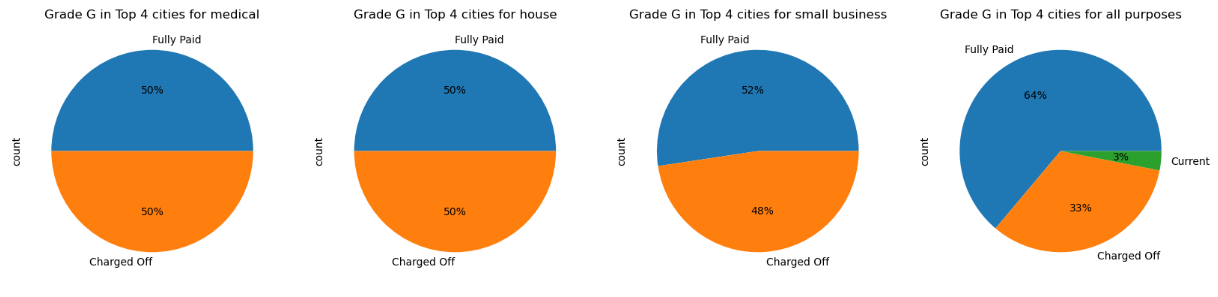 Grade G in Top 4 cities for medical
Fully Paid
50%
count
50%
Charged Off
Grade G in Top 4 cities for house
Fully Paid
50%
count
50%
Charged Off
Grade G in Top 4 cities for small business
Fully Paid
52%
count
48%
Charged Off
Grade G in Top 4 cities for all purposes
Fully Paid
64%
count
3%
Current
33%
Charged Off